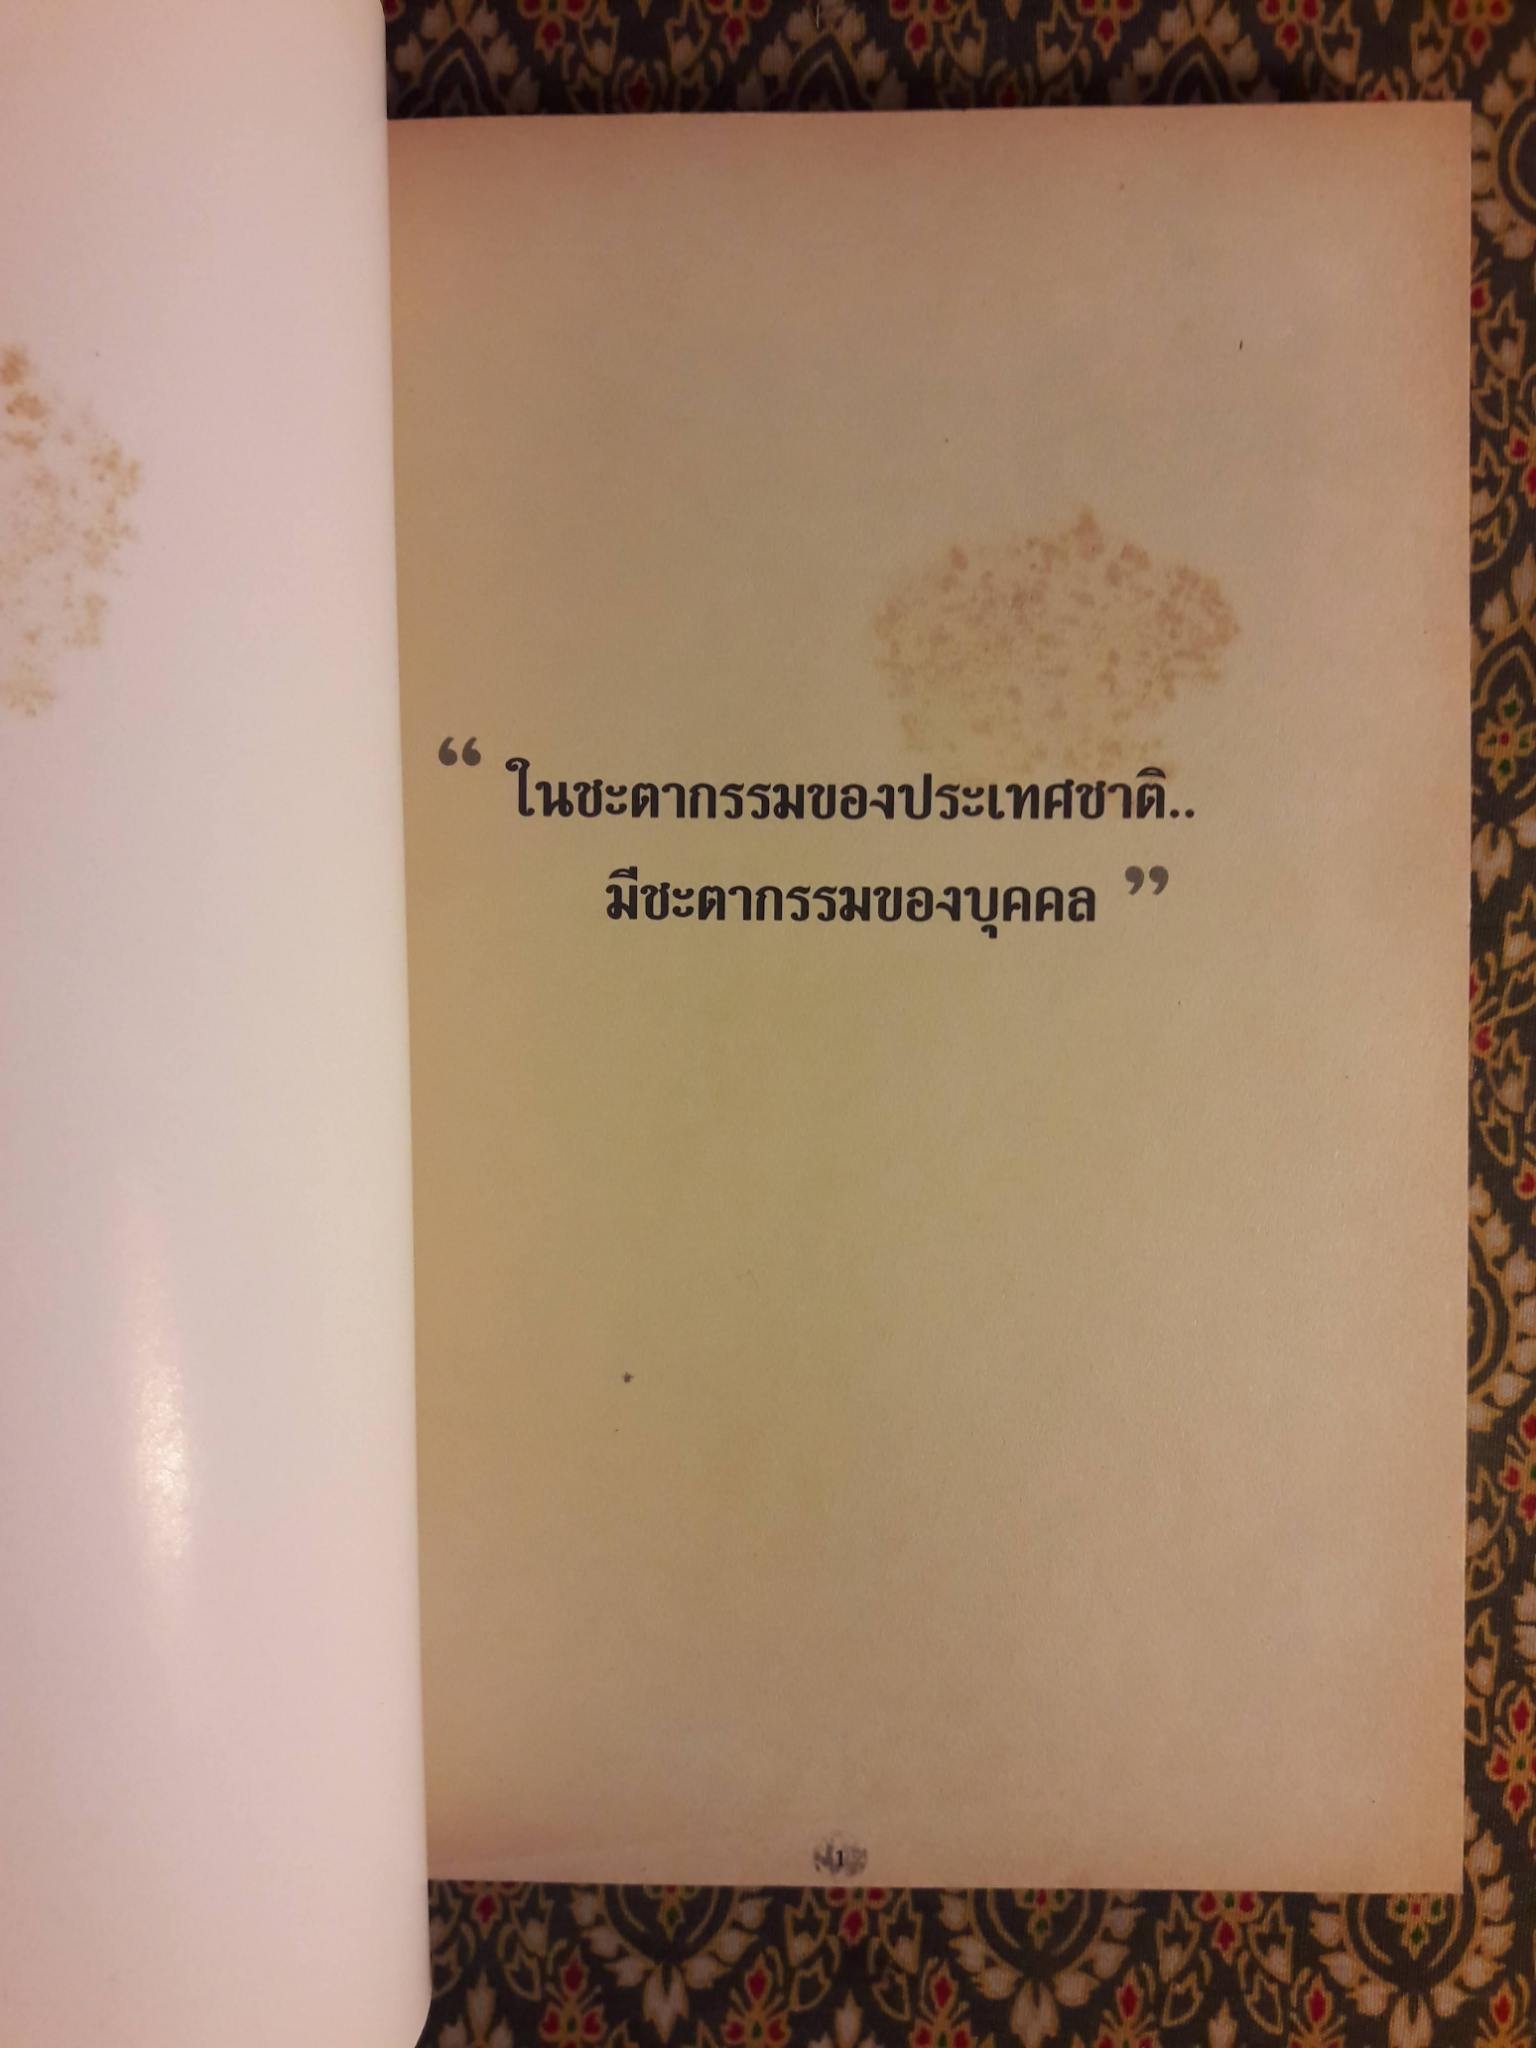 “ ในชะตากรรมของประเทศชาติ..
มีชะตากรรมของบุคคล ”
1